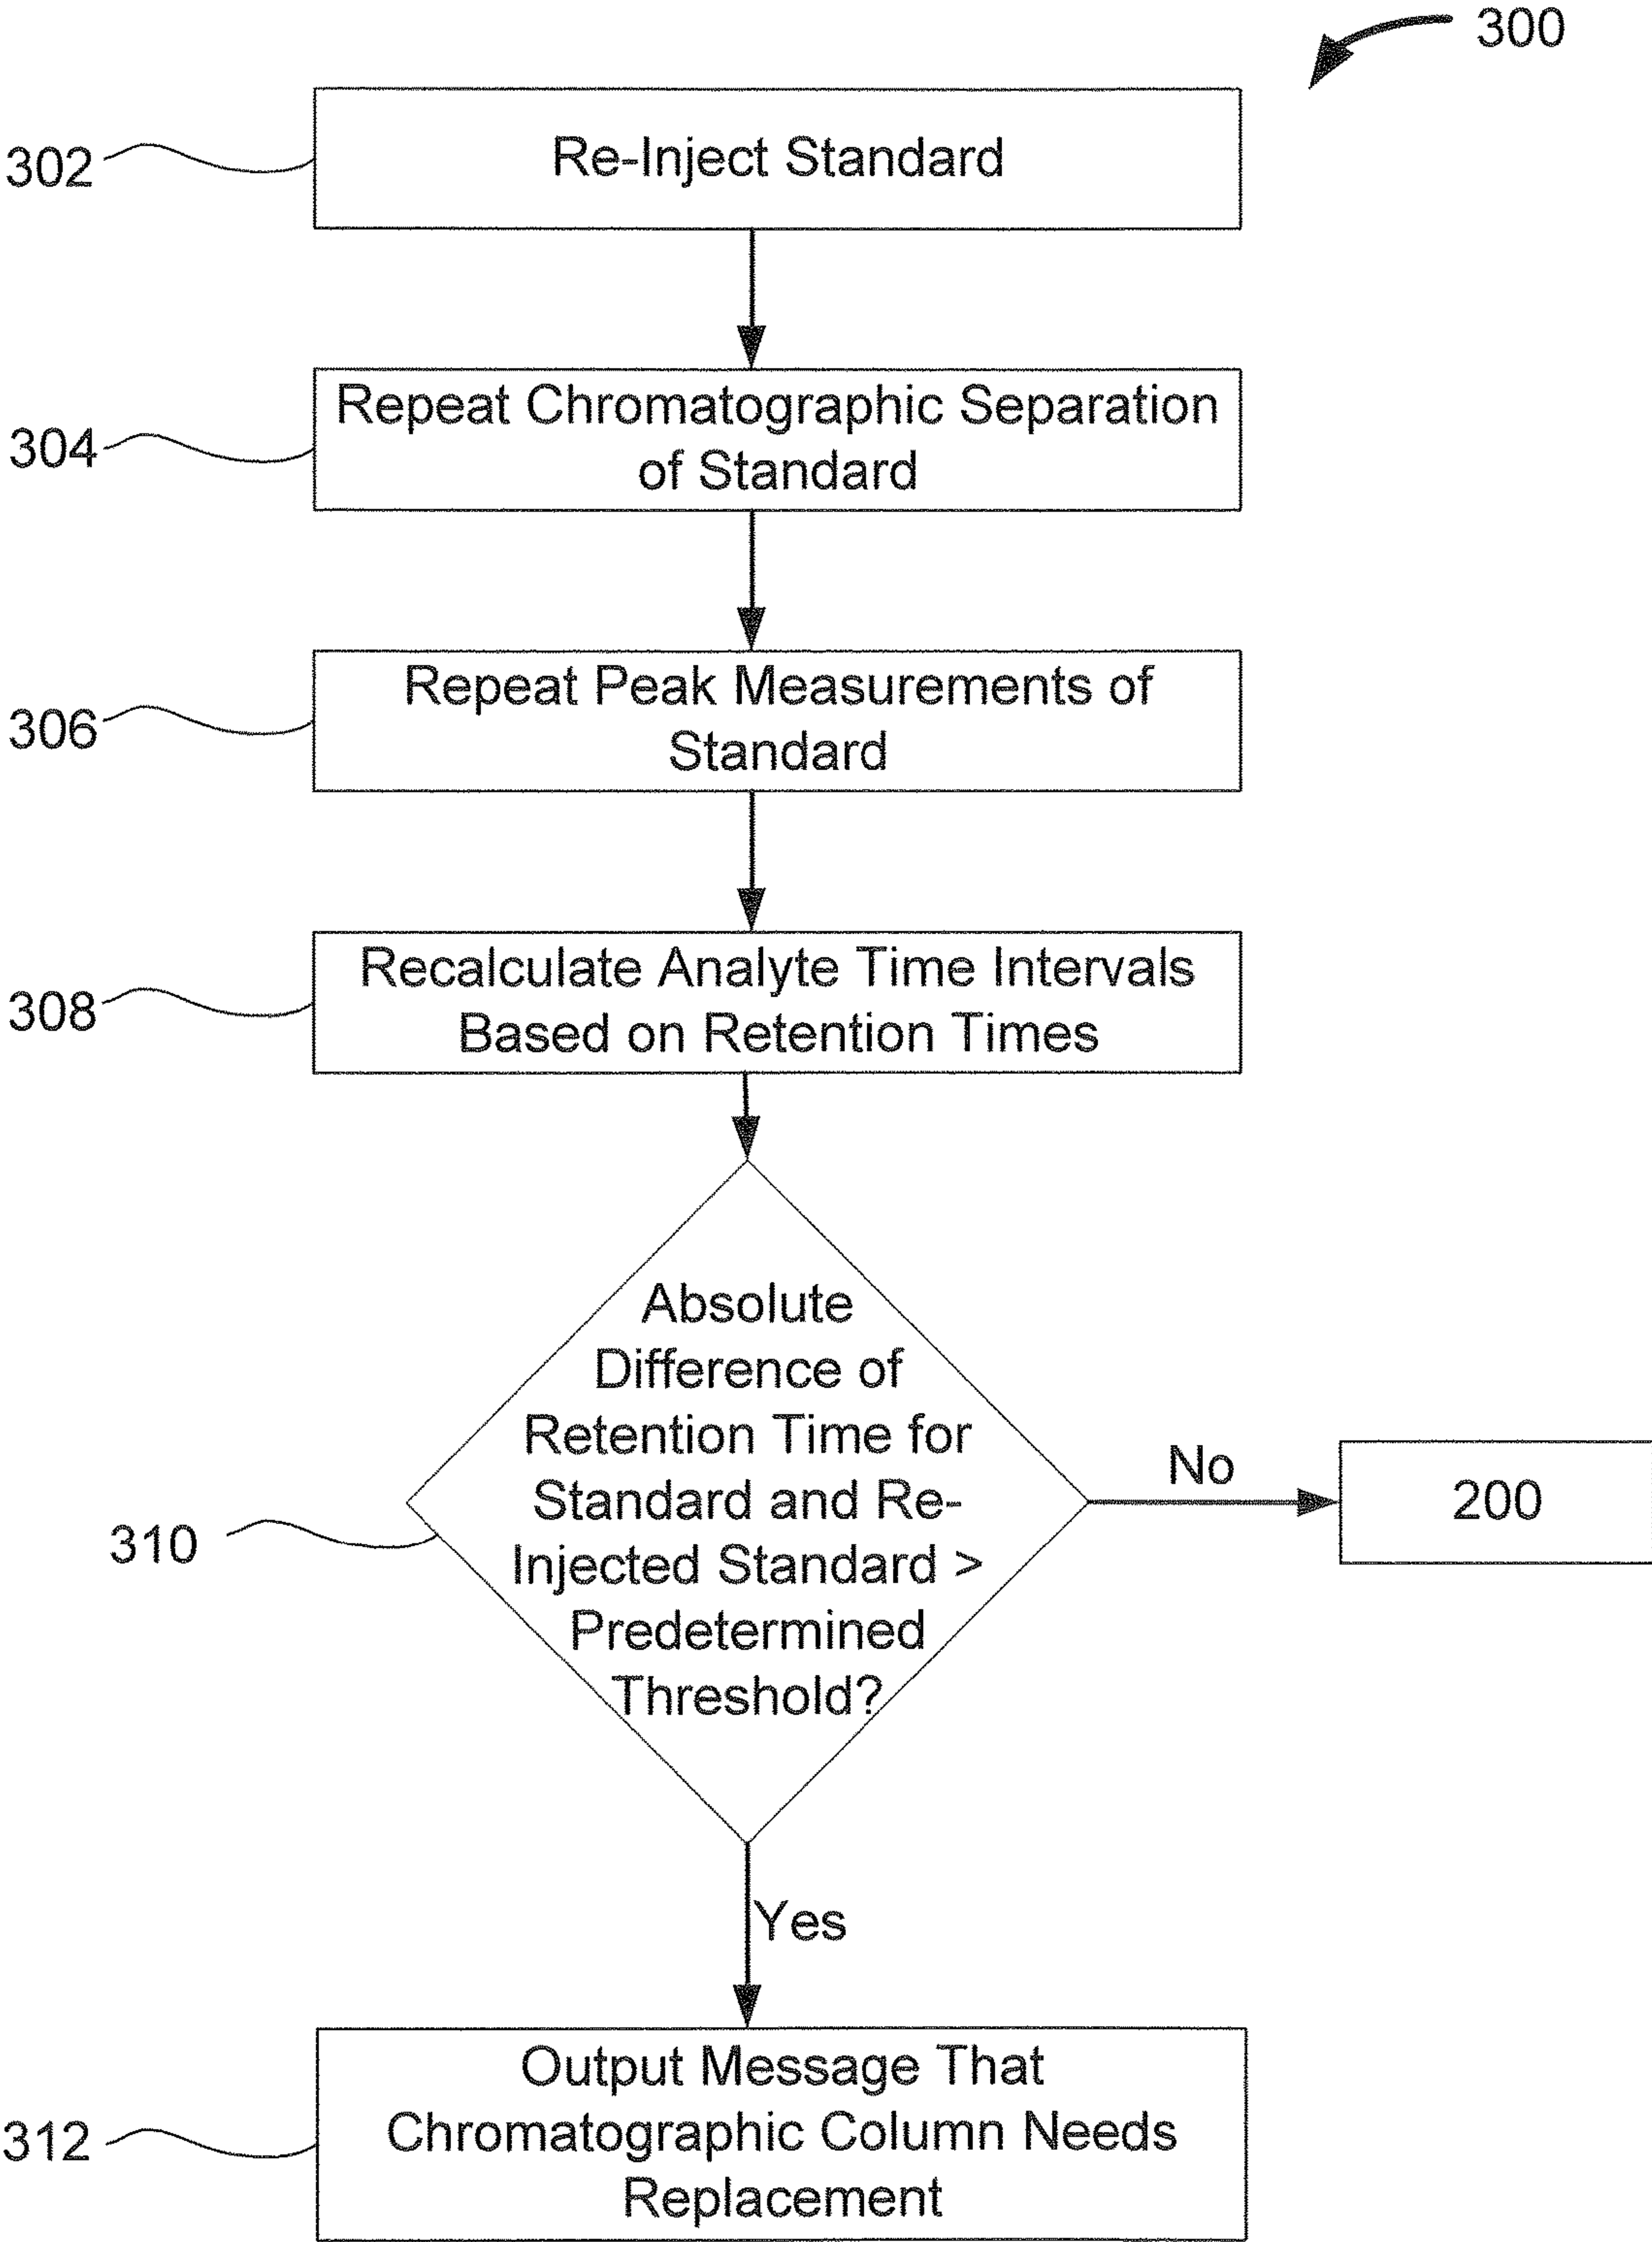 300
302
Re-Inject Standard
304
Repeat Chromatographic Separation
of Standard
306
Repeat Peak Measurements of
Standard
308
Recalculate Analyte Time Intervals
Based on Retention Times
310
Absolute
Difference of
Retention Time for
Standard and Re-
Injected Standard >
Predetermined
Threshold?
No
200
Yes
312
Output Message That
Chromatographic Column Needs
Replacement